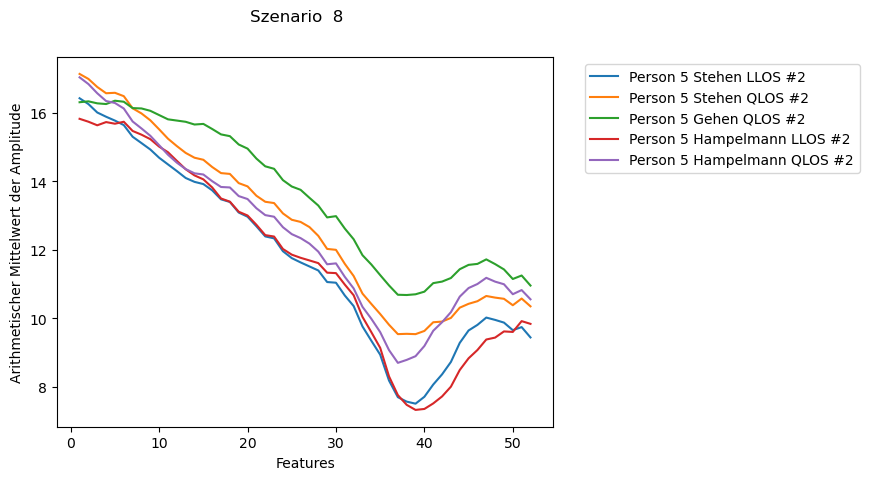 Szenario  8
Arithmetischer Mittelwert der Amplitude
16
14
12
10
8
0 10 20 30 40 50
Features
Person 5 Stehen LLOS #2
Person 5 Stehen QLOS #2
Person 5 Gehen QLOS #2
Person 5 Hampelmann LLOS #2
Person 5 Hampelmann QLOS #2